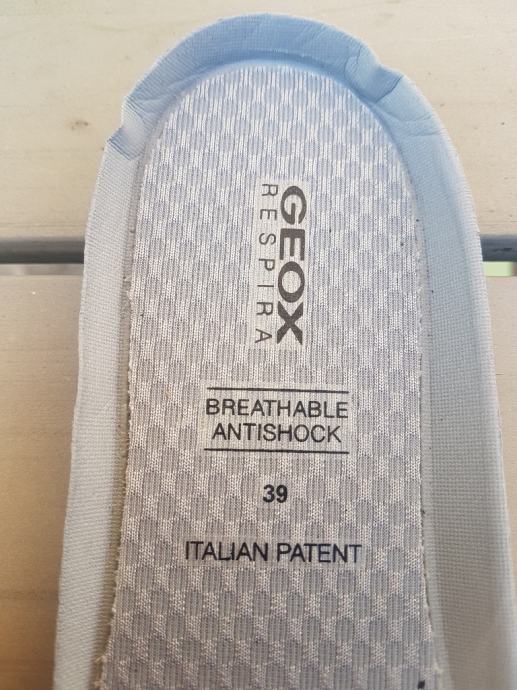 GEOX
RESPIRA
BREATHABLE
ANTISHOCK
39
ITALIAN PATENT